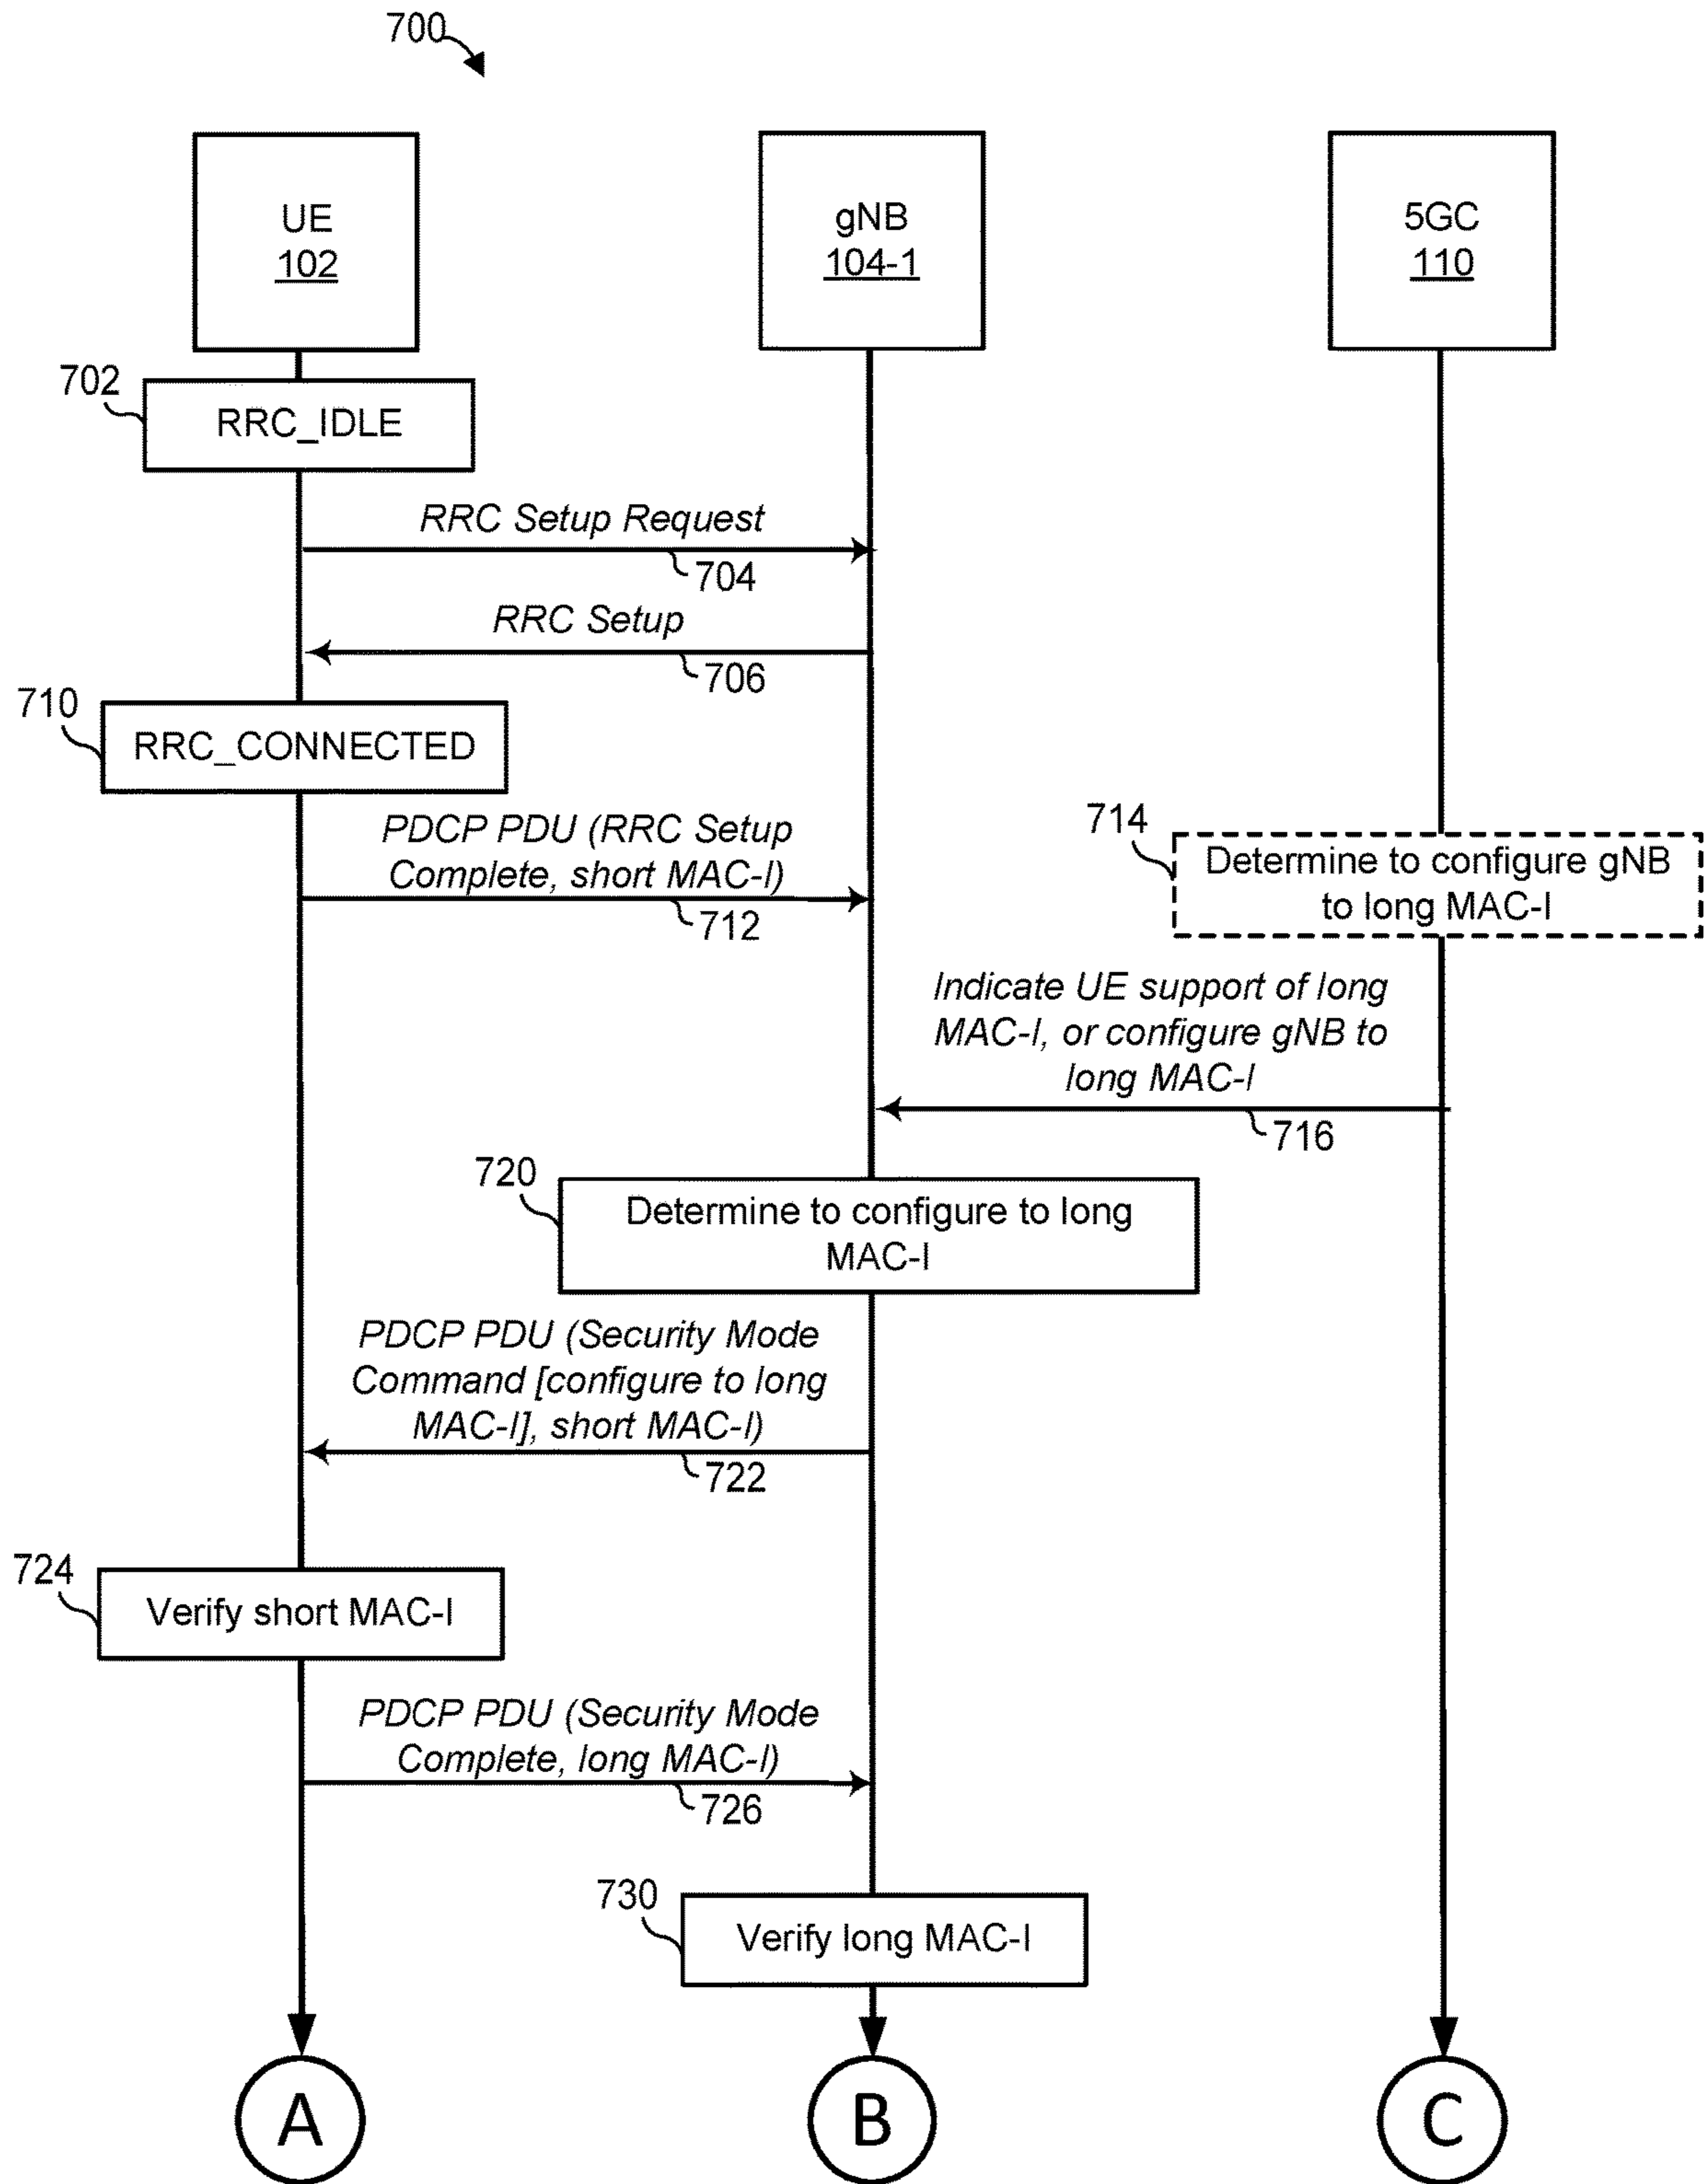 700
UE
102
gNB
104-1
5GC
110
702
RRC_IDLE
RRC Setup Request
704
RRC Setup
706
710
RRC_CONNECTED
PDCP PDU (RRC Setup
Complete, short MAC-I)
712
714
Determine to configure gNB
to long MAC-I
Indicate UE support of long
MAC-I, or configure gNB to
long MAC-I
716
720
Determine to configure to long
MAC-I
PDCP PDU (Security Mode
Command [configure to long
MAC-I], short MAC-I)
722
724
Verify short MAC-I
PDCP PDU (Security Mode
Complete, long MAC-I)
726
730
Verify long MAC-I
A
B
C